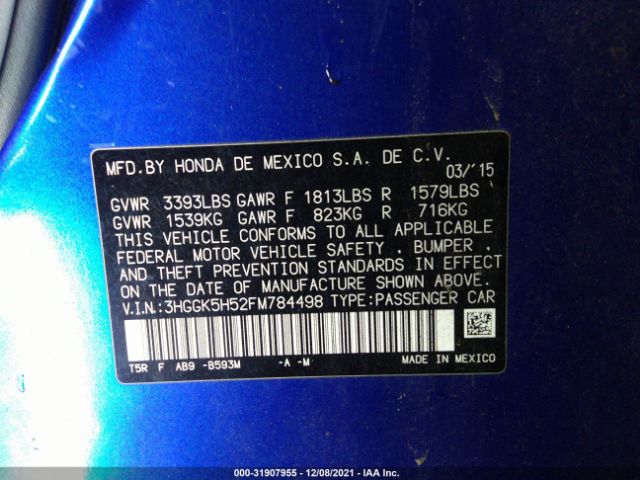 MFD.BY HONDA DE MEXICO S.A. DE C.V.
03/'15
GVWR 3393LBS GAWR F 1813LBS R 1579LBS
GVWR 1539KG GAWR F 823KG R 716KG
THIS VEHICLE CONFORMS TO ALL APPLICABLE
FEDERAL MOTOR VEHICLE SAFETY . BUMPER .
AND THEFT PREVENTION STANDARDS IN EFFECT
ON THE DATE OF MANUFACTURE SHOWN ABOVE.
V.I.N.:3HGGK5H52FM784498 TYPE:PASSENGER CAR
T5R F AB9 -B593M -A -M MADE IN MEXICO
000-31907955 - 12/08/2021 - IAA Inc.